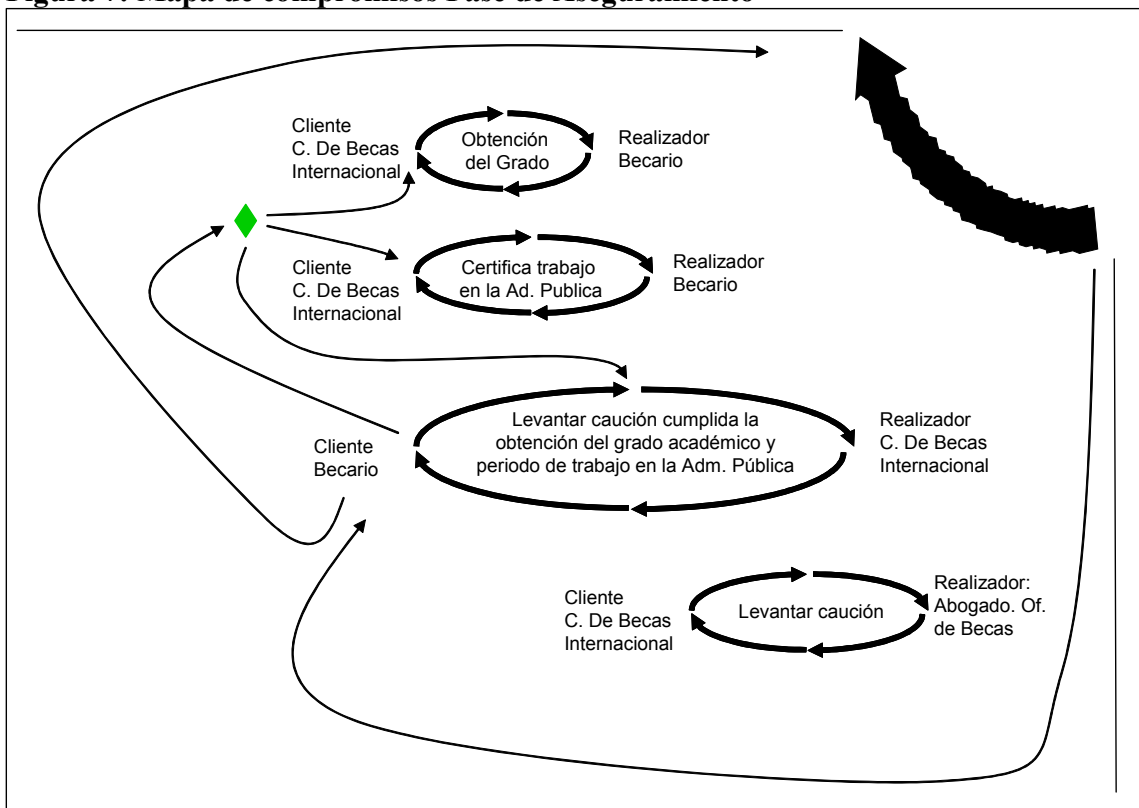 Figura 7: Mapa de compromisos Fase de Aseguramiento
Cliente
C. De Becas
Internacional
Obtención
del Grado
Realizador
Becario
Cliente
C. De Becas
Internacional
Certifica trabajo
en la Ad. Publica
Realizador
Becario
Cliente
Becario
Levantar caución cumplida la
obtención del grado académico y
periodo de trabajo en la Adm. Pública
Realizador
C. De Becas
Internacional
Cliente
C. De Becas
Internacional
Levantar caución
Realizador:
Abogado. Of.
de Becas